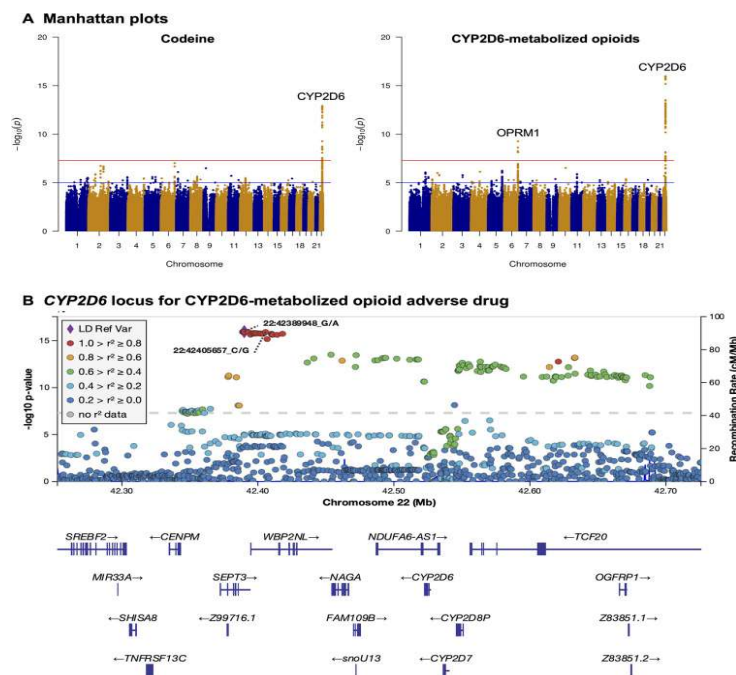 A Manhattan plots
Codeine
CYP2D6-metabolized opioids
20
15
10
5
0
−log10(p)
CYP2D6
1 2 3 4 5 6 7 8 9 11 13 15 18 21
Chromosome
20
15
10
5
0
−log10(p)
OPRM1
CYP2D6
1 2 3 4 5 6 7 8 9 11 13 15 18 21
Chromosome
B CYP2D6 locus for CYP2D6-metabolized opioid adverse drug
LD Ref Var
1.0 > r² ≥ 0.8
0.8 > r² ≥ 0.6
0.6 > r² ≥ 0.4
0.4 > r² ≥ 0.2
0.2 > r² ≥ 0.0
no r² data
22:42389948_G/A
22:42405657_C/G
15
10
5
0
-log10 p-value
100
80
60
40
20
0
Recombination Rate (cM/Mb)
42.30 42.40 42.50 42.60 42.70
Chromosome 22 (Mb)
SREBF2→ ←CENPM WBP2NL→ NDUFA6-AS1→ ←TCF20
MIR33A→ SEPT3→ ←NAGA ←CYP2D6 OGFRP1→
←SHISA8 ←Z99716.1 FAM109B→ ←CYP2D8P Z83851.1→
←TNFRSF13C ←snoU13 ←CYP2D7 Z83851.2→